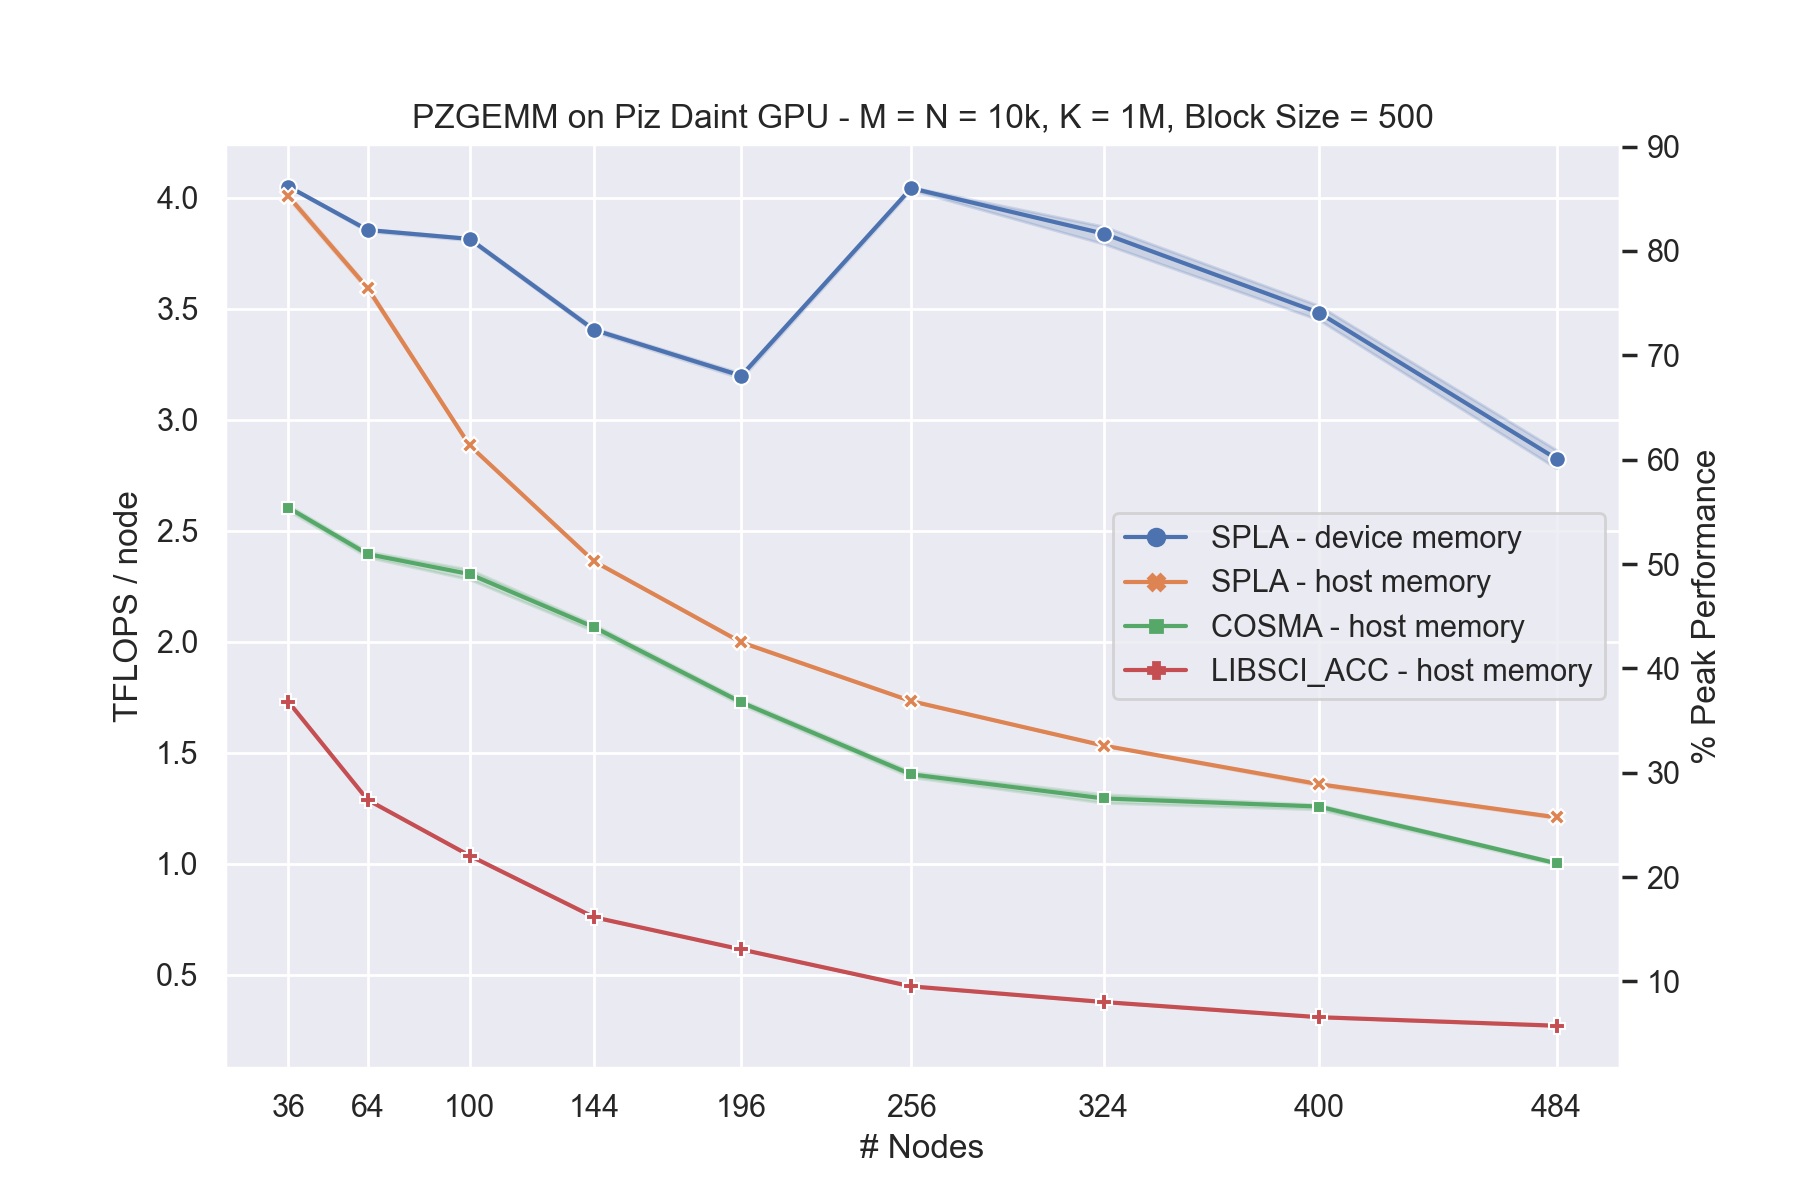 PZGEMM on Piz Daint GPU - M = N = 10k, K = 1M, Block Size = 500
TFLOPS / node
4.0
3.5
3.0
2.5
2.0
1.5
1.0
0.5
90
80
70
60
50
40
30
20
10
% Peak Performance
SPLA - device memory
SPLA - host memory
COSMA - host memory
LIBSCI_ACC - host memory
36 64 100 144 196 256 324 400 484
# Nodes